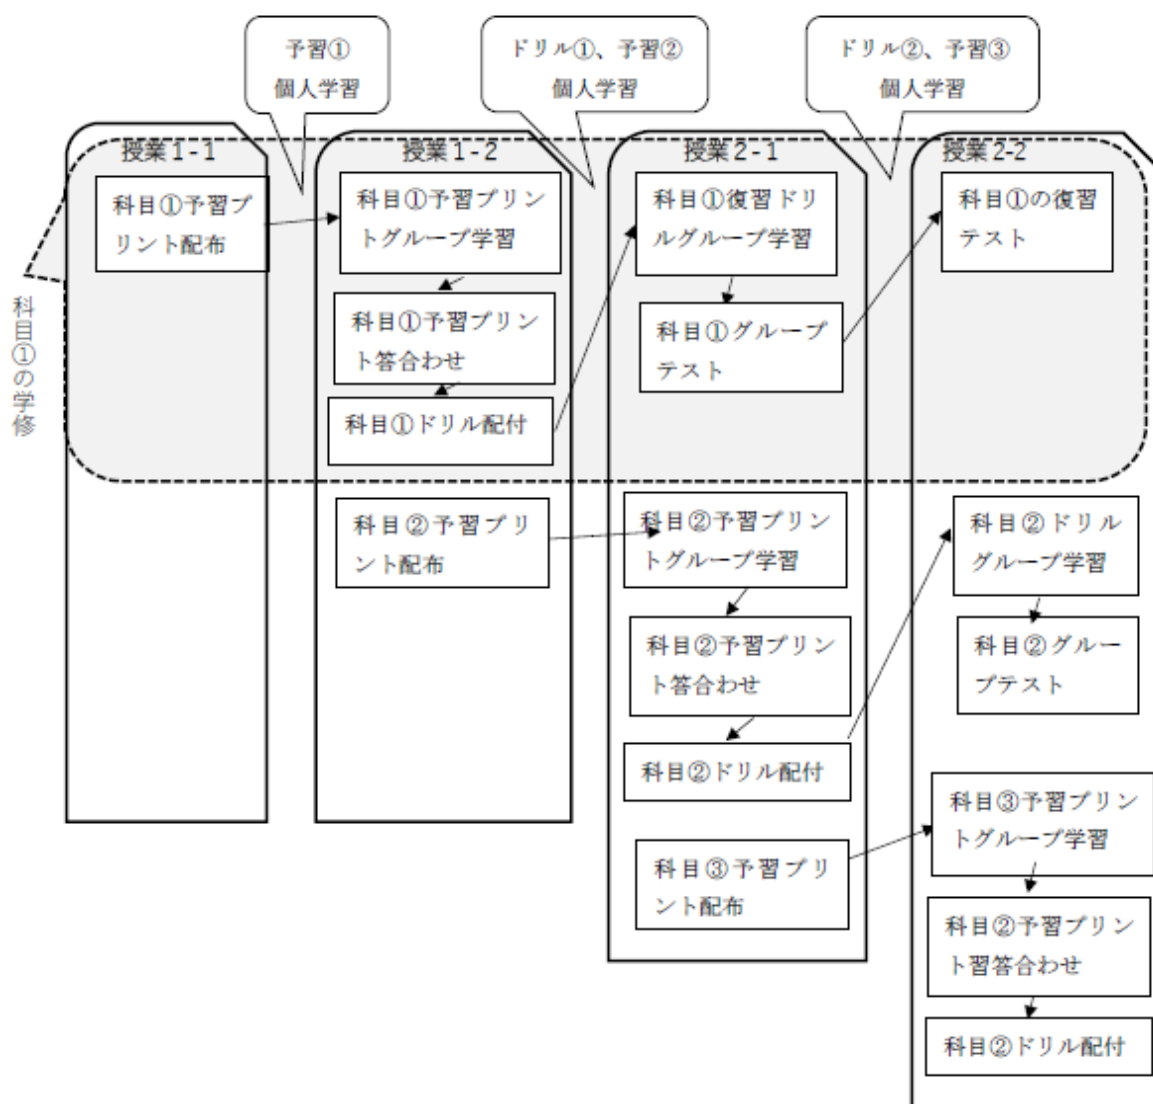 予習①
個人学習
ドリル①、予習②
個人学習
ドリル②、予習③
個人学習
科目①の学修
授業 1 - 1
科目①予習プ
リント配布
授業 1 - 2
科目①予習プリン
トグループ学習
科目①予習プリン
ト答合わせ
科目①ドリル配付
科目②予習プリ
ント配布
授業 2 - 1
科目①復習ドリ
ルグループ学習
科目①グループ
テスト
科目②予習プリン
トグループ学習
科目②予習プリン
ト答合わせ
科目②ドリル配付
科目③予習プリ
ント配布
授業 2-2
科目①の復習
テスト
科目②ドリル
グループ学習
科目②グルー
プテスト
科目③予習プリン
トグループ学習
科目②予習プリン
ト習答合わせ
科目②ドリル配付